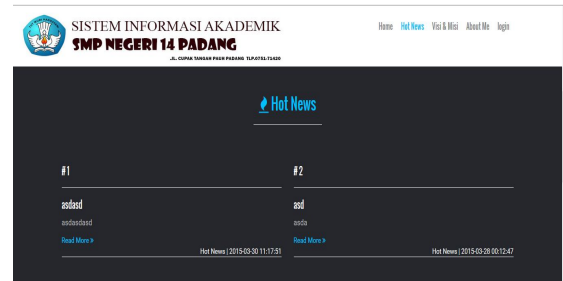 SISTEM INFORMASI AKADEMIK
SMP NEGERI 14 PADANG
JL. CUPAK TANGAH PAUH PADANG TLP.0751-71420
Home Hot News Visi & Misi About Me login
Hot News
#1
asdasd
asdasdasd
Read More »
Hot News | 2015-03-30 11:17:51
#2
asd
asda
Read More »
Hot News | 2015-03-28 00:12:47